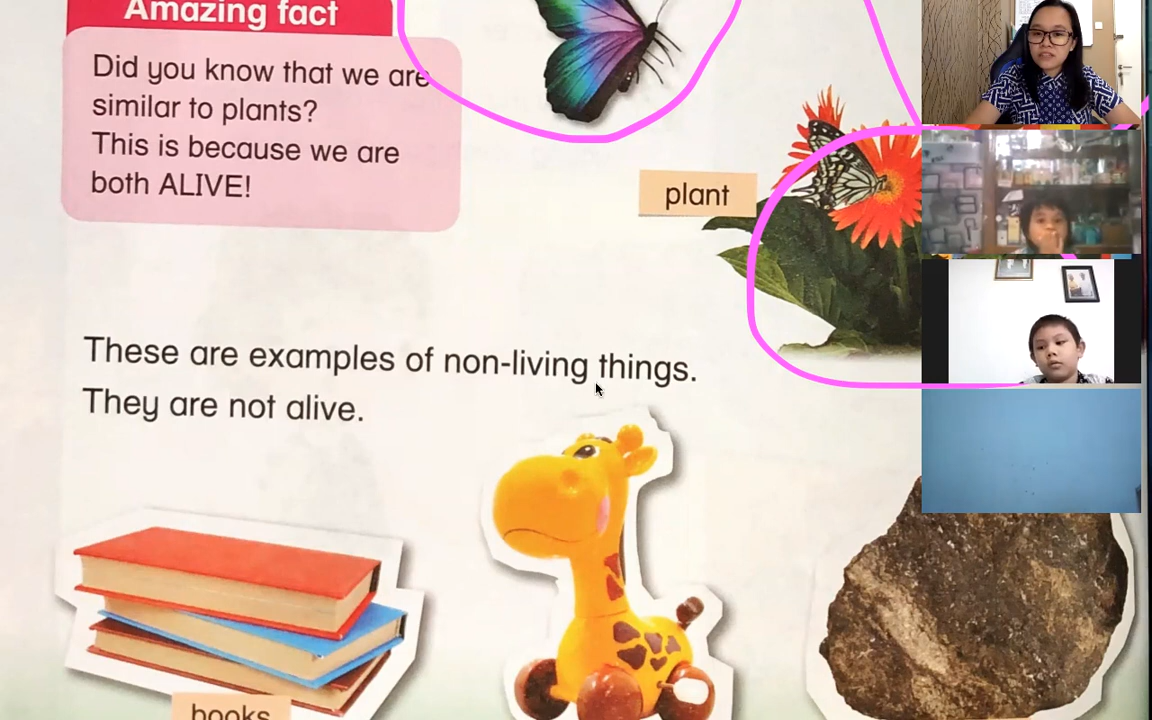 Amazing fact
Did you know that we are
similar to plants?
This is because we are
both ALIVE!
plant
These are examples of non-living things.
They are not alive.
books